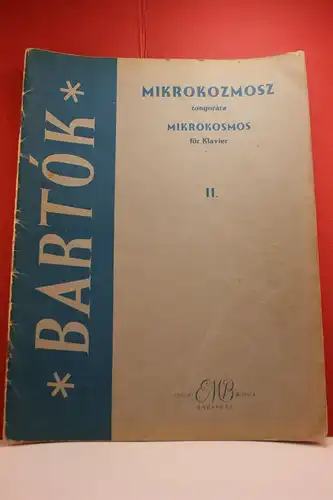 * BARTÓK *
MIKROKOZMOSZ
zongorára
MIKROKOSMOS
für Klavier
II.
EMB
BUDAPEST